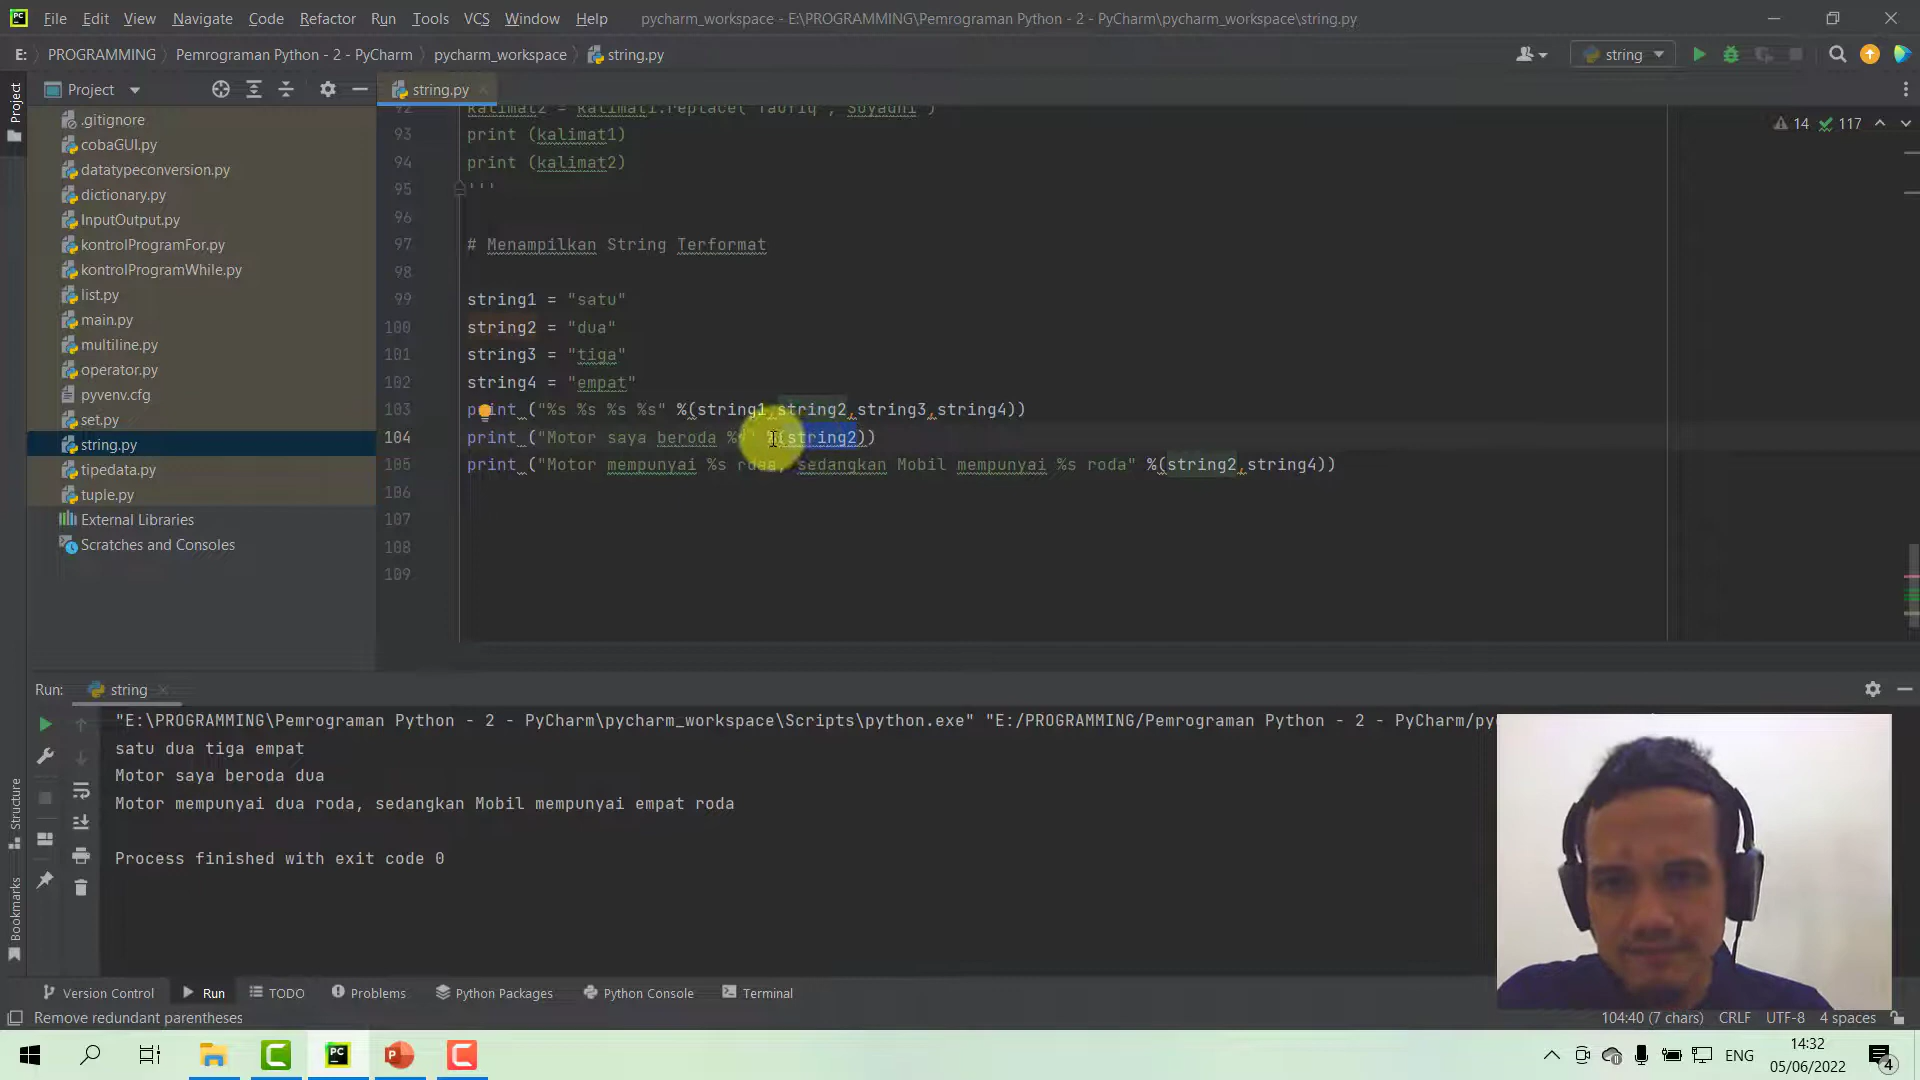 File Edit View Navigate Code Refactor Run Tools VCS Window Help pycharm_workspace - E:\PROGRAMMING\Pemrograman Python - 2 - PyCharm\pycharm_workspace\string.py
E: PROGRAMMING Pemrograman Python - 2 - PyCharm pycharm_workspace string.py string
Project string.py
Project
.gitignore
cobaGUI.py
datatypeconversion.py
dictionary.py
InputOutput.py
kontrolProgramFor.py
kontrolProgramWhile.py
list.py
main.py
multiline.py
operator.py
pyvenv.cfg
set.py
string.py
tipedata.py
tuple.py
External Libraries
Scratches and Consoles
14 117
92 kalimat2 = kalimat1.replace("Taufiq","Suyadhi")
93 print (kalimat1)
94 print (kalimat2)
95 '''
96
97 # Menampilkan String Terformat
98
99 string1 = "satu"
100 string2 = "dua"
101 string3 = "tiga"
102 string4 = "empat"
103 print ("%s %s %s %s" %(string1,string2,string3,string4))
104 print ("Motor saya beroda %s" %(string2))
105 print ("Motor mempunyai %s roda, sedangkan Mobil mempunyai %s roda" %(string2,string4))
106
107
108
109
Run: string
"E:\PROGRAMMING\Pemrograman Python - 2 - PyCharm\pycharm_workspace\Scripts\python.exe" "E:/PROGRAMMING/Pemrograman Python - 2 - PyCharm/py
satu dua tiga empat
Motor saya beroda dua
Motor mempunyai dua roda, sedangkan Mobil mempunyai empat roda
Process finished with exit code 0
Structure
Bookmarks
Version Control Run TODO Problems Python Packages Python Console Terminal
Remove redundant parentheses 104:40 (7 chars) CRLF UTF-8 4 spaces
ENG 14:32
05/06/2022
4